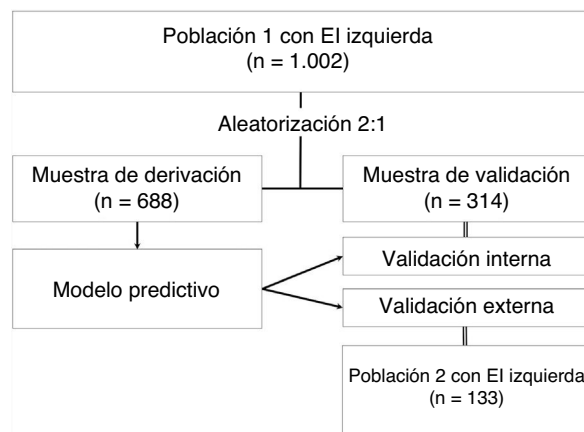 Población 1 con EI izquierda
(n = 1.002)
Aleatorización 2:1
Muestra de derivación
(n = 688)
Muestra de validación
(n = 314)
Modelo predictivo
Validación interna
Validación externa
Población 2 con EI izquierda
(n = 133)